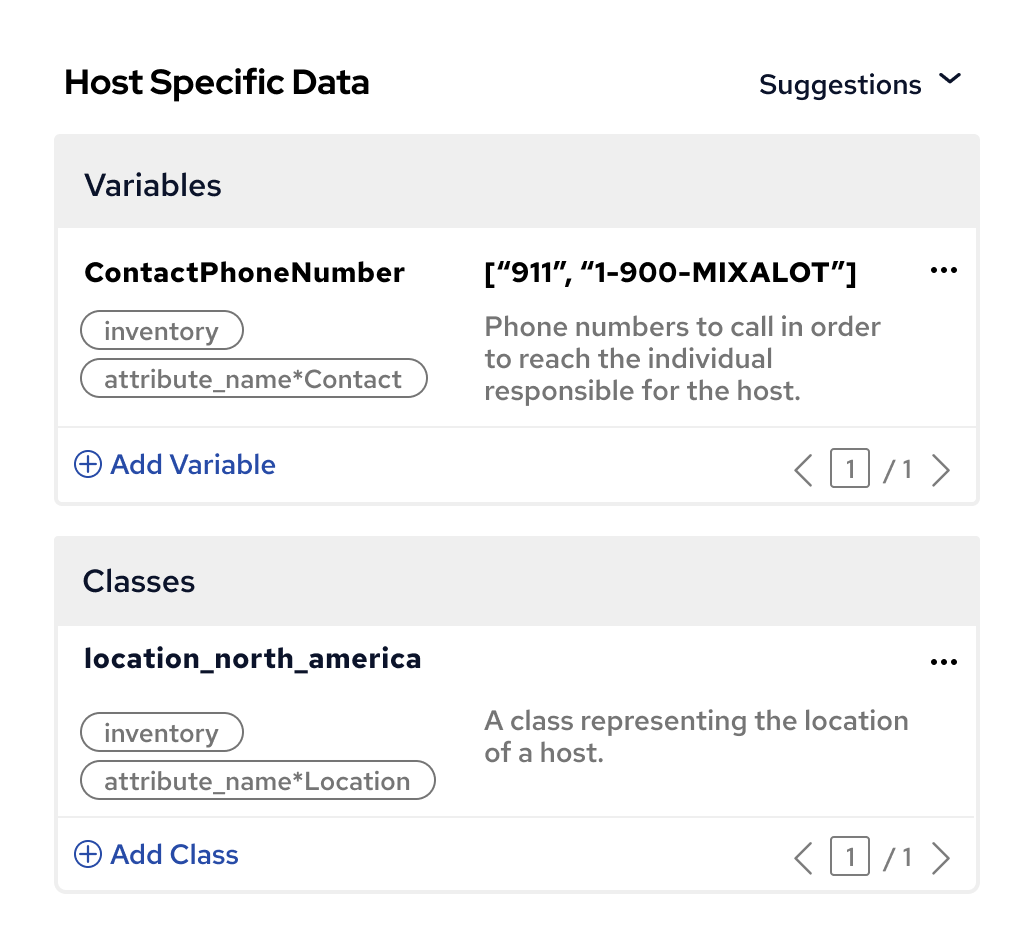 Host Specific Data
Suggestions
Variables
ContactPhoneNumber
[“911”, “1-900-MIXALOT”]
...
inventory
attribute_name*Contact
Phone numbers to call in order
to reach the individual
responsible for the host.
Add Variable
1 / 1
Classes
location_north_america
...
inventory
attribute_name*Location
A class representing the location
of a host.
Add Class
1 / 1